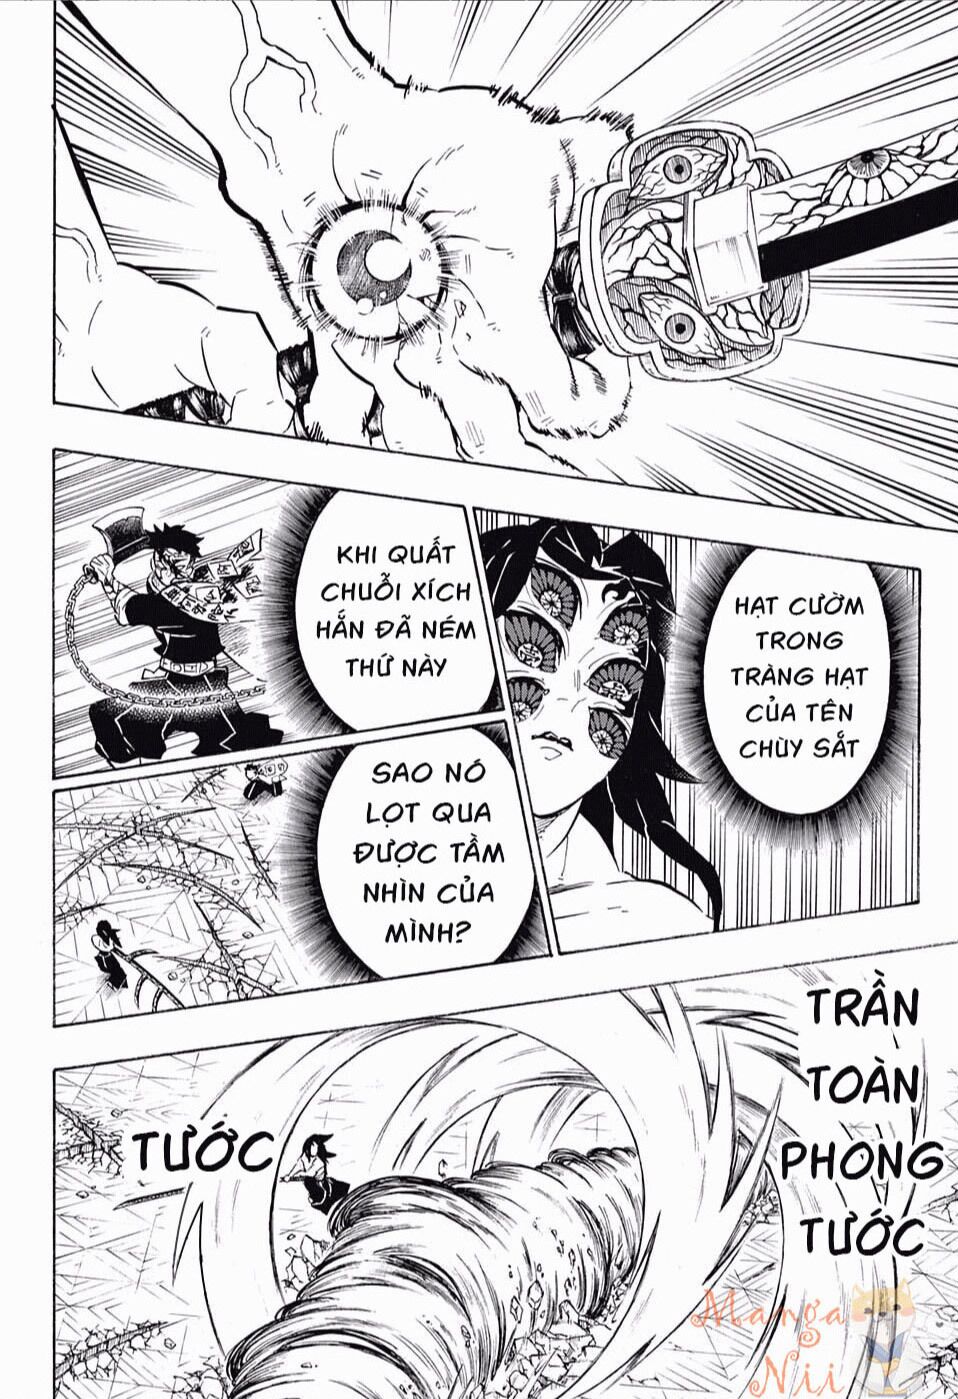 HẠT CƯỜM
TRONG
TRÀNG HẠT
CỦA TÊN
CHÙY SẮT
KHI QUẤT
CHUỖI XÍCH
HẮN ĐÃ NÉM
THỨ NÀY
SAO NÓ
LỌT QUA
ĐƯỢC TẦM
NHÌN CỦA
MÌNH?
TRẦN
TOÀN
PHONG
TƯỚC
TƯỚC
Manga
Nii